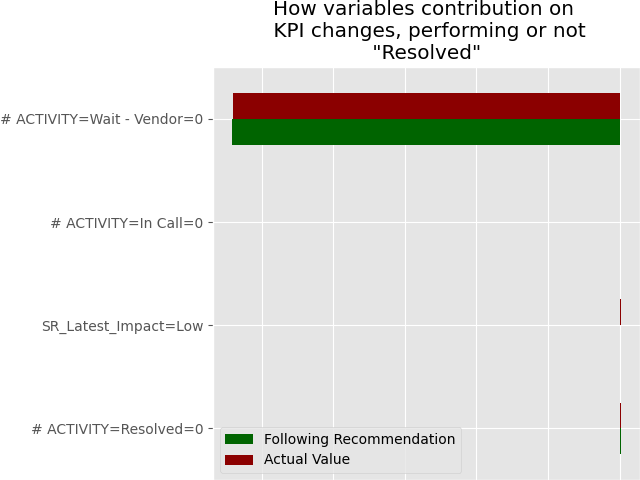 How variables contribution on
KPI changes, performing or not
"Resolved"
# ACTIVITY=Wait - Vendor=0
# ACTIVITY=In Call=0
SR_Latest_Impact=Low
# ACTIVITY=Resolved=0
Following Recommendation
Actual Value